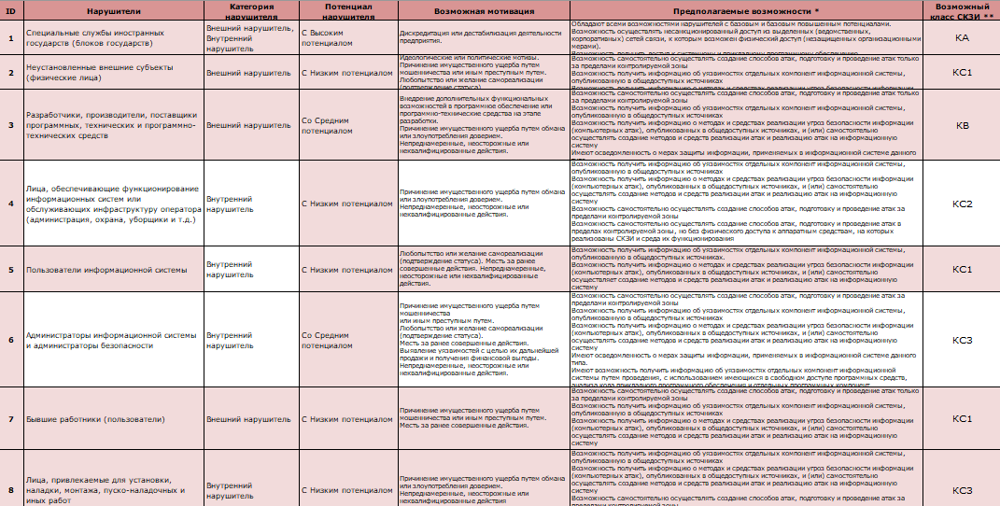 ID
Нарушители
Категория
нарушителя
Потенциал
нарушителя
Возможная мотивация
Предполагаемые возможности *
Возможный
класс СКЗИ **
1
Специальные службы иностранных
государств (блоков государств)
Внешний нарушитель,
Внутренний
нарушитель
С Высоким
потенциалом
Дискредитация или дестабилизация деятельности
предприятия.
Обладают всеми возможностями нарушителей с базовым и базовым повышенным потенциалами.
Возможность осуществлять несанкционированный доступ из выделенных (ведомственных,
корпоративных) сетей связи, к которым возможен физический доступ (незащищенных организационными
мерами).
КА
2
Неустановленные внешние субъекты
(физические лица)
Внешний нарушитель
С Низким потенциалом
Идеологические или политические мотивы.
Причинение имущественного ущерба путем
мошенничества или иным преступным путем.
Любопытство или желание самореализации
(подтверждение статуса)
Возможность самостоятельно осуществлять создание способов атак, подготовку и проведение атак только
за пределами контролируемой зоны
Возможность получить информацию об уязвимостях отдельных компонент информационной системы,
опубликованную в общедоступных источниках
Возможность получить информацию о методах и средствах реализации угроз безопасности информации
КС1
3
Разработчики, производители, поставщики
программных, технических и программно-
технических средств
Внешний нарушитель
Со Средним
потенциалом
Внедрение дополнительных функциональных
возможностей в программное обеспечение или
программно-технические средства на этапе
разработки.
Причинение имущественного ущерба путем обмана
или злоупотребления доверием.
Непреднамеренные, неосторожные или
неквалифицированные действия.
Возможность самостоятельно осуществлять создание способов атак, подготовку и проведение атак только
за пределами контролируемой зоны
Возможность получить информацию об уязвимостях отдельных компонент информационной системы,
опубликованную в общедоступных источниках
Возможность получить информацию о методах и средствах реализации угроз безопасности информации
(компьютерных атак), опубликованных в общедоступных источниках, и (или) самостоятельно
осуществлять создание методов и средств реализации атак и реализацию атак на информационную
систему
Имеют осведомленность о мерах защиты информации, применяемых в информационной системе данного
КВ
4
Лица, обеспечивающие функционирование
информационных систем или
обслуживающих инфраструктуру оператора
(администрация, охрана, уборщики и т.д.)
Внутренний
нарушитель
С Низким потенциалом
Причинение имущественного ущерба путем обмана
или злоупотребления доверием.
Непреднамеренные, неосторожные или
неквалифицированные действия.
Возможность получить информацию об уязвимостях отдельных компонент информационной системы,
опубликованную в общедоступных источниках
Возможность получить информацию о методах и средствах реализации угроз безопасности информации
(компьютерных атак), опубликованных в общедоступных источниках, и (или) самостоятельно
осуществлять создание методов и средств реализации атак и реализацию атак на информационную
систему
Возможность самостоятельно осуществлять создание способов атак, подготовку и проведение атак за
пределами контролируемой зоны
Возможность самостоятельно осуществлять создание способов атак, подготовку и проведение атак в
пределах контролируемой зоны, но без физического доступа к аппаратным средствам, на которых
реализованы СКЗИ и среда их функционирования
КС2
5
Пользователи информационной системы
Внутренний
нарушитель
С Низким потенциалом
Любопытство или желание самореализации
(подтверждение статуса). Месть за ранее
совершенные действия. Непреднамеренные,
неосторожные или неквалифицированные
действия.
Возможность получить информацию об уязвимостях отдельных компонент информационной системы,
опубликованную в общедоступных источниках.
Возможность получить информацию о методах и средствах реализации угроз безопасности информации
(компьютерных атак), опубликованных в общедоступных источниках, и (или) самостоятельно
осуществляет создание методов и средств реализации атак и реализацию атак на информационную
систему
КС1
6
Администраторы информационной системы
и администраторы безопасности
Внутренний
нарушитель
Со Средним
потенциалом
Причинение имущественного ущерба путем
мошенничества
или иным преступным путем.
Любопытство или желание самореализации
(подтверждение статуса).
Месть за ранее совершенные действия.
Выявление уязвимостей с целью их дальнейшей
продажи и получения финансовой выгоды.
Непреднамеренные, неосторожные или
неквалифицированные действия.
Возможность самостоятельно осуществлять создание способов атак, подготовку и проведение атак за
пределами контролируемой зоны
Возможность получить информацию об уязвимостях отдельных компонент информационной системы,
опубликованную в общедоступных источниках
Возможность получить информацию о методах и средствах реализации угроз безопасности информации
(компьютерных атак), опубликованных в общедоступных источниках, и (или) самостоятельно
осуществлять создание методов и средств реализации атак и реализацию атак на информационную
систему
Имеют осведомленность о мерах защиты информации, применяемых в информационной системе данного
типа.
Имеют возможность получить информацию об уязвимостях отдельных компонент информационной
системы путем проведения, с использованием имеющихся в свободном доступе программных средств,
анализа кода прикладного программного обеспечения и отдельных программных компонент
КС3
7
Бывшие работники (пользователи)
Внешний нарушитель
С Низким потенциалом
Причинение имущественного ущерба путем
мошенничества или иным преступным путем.
Месть за ранее совершенные действия.
Возможность самостоятельно осуществлять создание способов атак, подготовку и проведение атак только
за пределами контролируемой зоны
Возможность получить информацию об уязвимостях отдельных компонент информационной системы,
опубликованную в общедоступных источниках
Возможность получить информацию о методах и средствах реализации угроз безопасности информации
(компьютерных атак), опубликованных в общедоступных источниках, и (или) самостоятельно
осуществлять создание методов и средств реализации атак и реализацию атак на информационную
систему
КС1
8
Лица, привлекаемые для установки,
наладки, монтажа, пуско-наладочных и
иных работ
Внутренний
нарушитель
С Низким потенциалом
Причинение имущественного ущерба путем обмана
или злоупотребления доверием.
Непреднамеренные, неосторожные или
неквалифицированные действия
Возможность получить информацию об уязвимостях отдельных компонент информационной системы,
опубликованную в общедоступных источниках
Возможность получить информацию о методах и средствах реализации угроз безопасности информации
(компьютерных атак), опубликованных в общедоступных источниках, и (или) самостоятельно
осуществлять создание методов и средств реализации атак и реализацию атак на информационную
систему
Возможность самостоятельно осуществлять создание способов атак, подготовку и проведение атак за
пределами контролируемой зоны
КС3